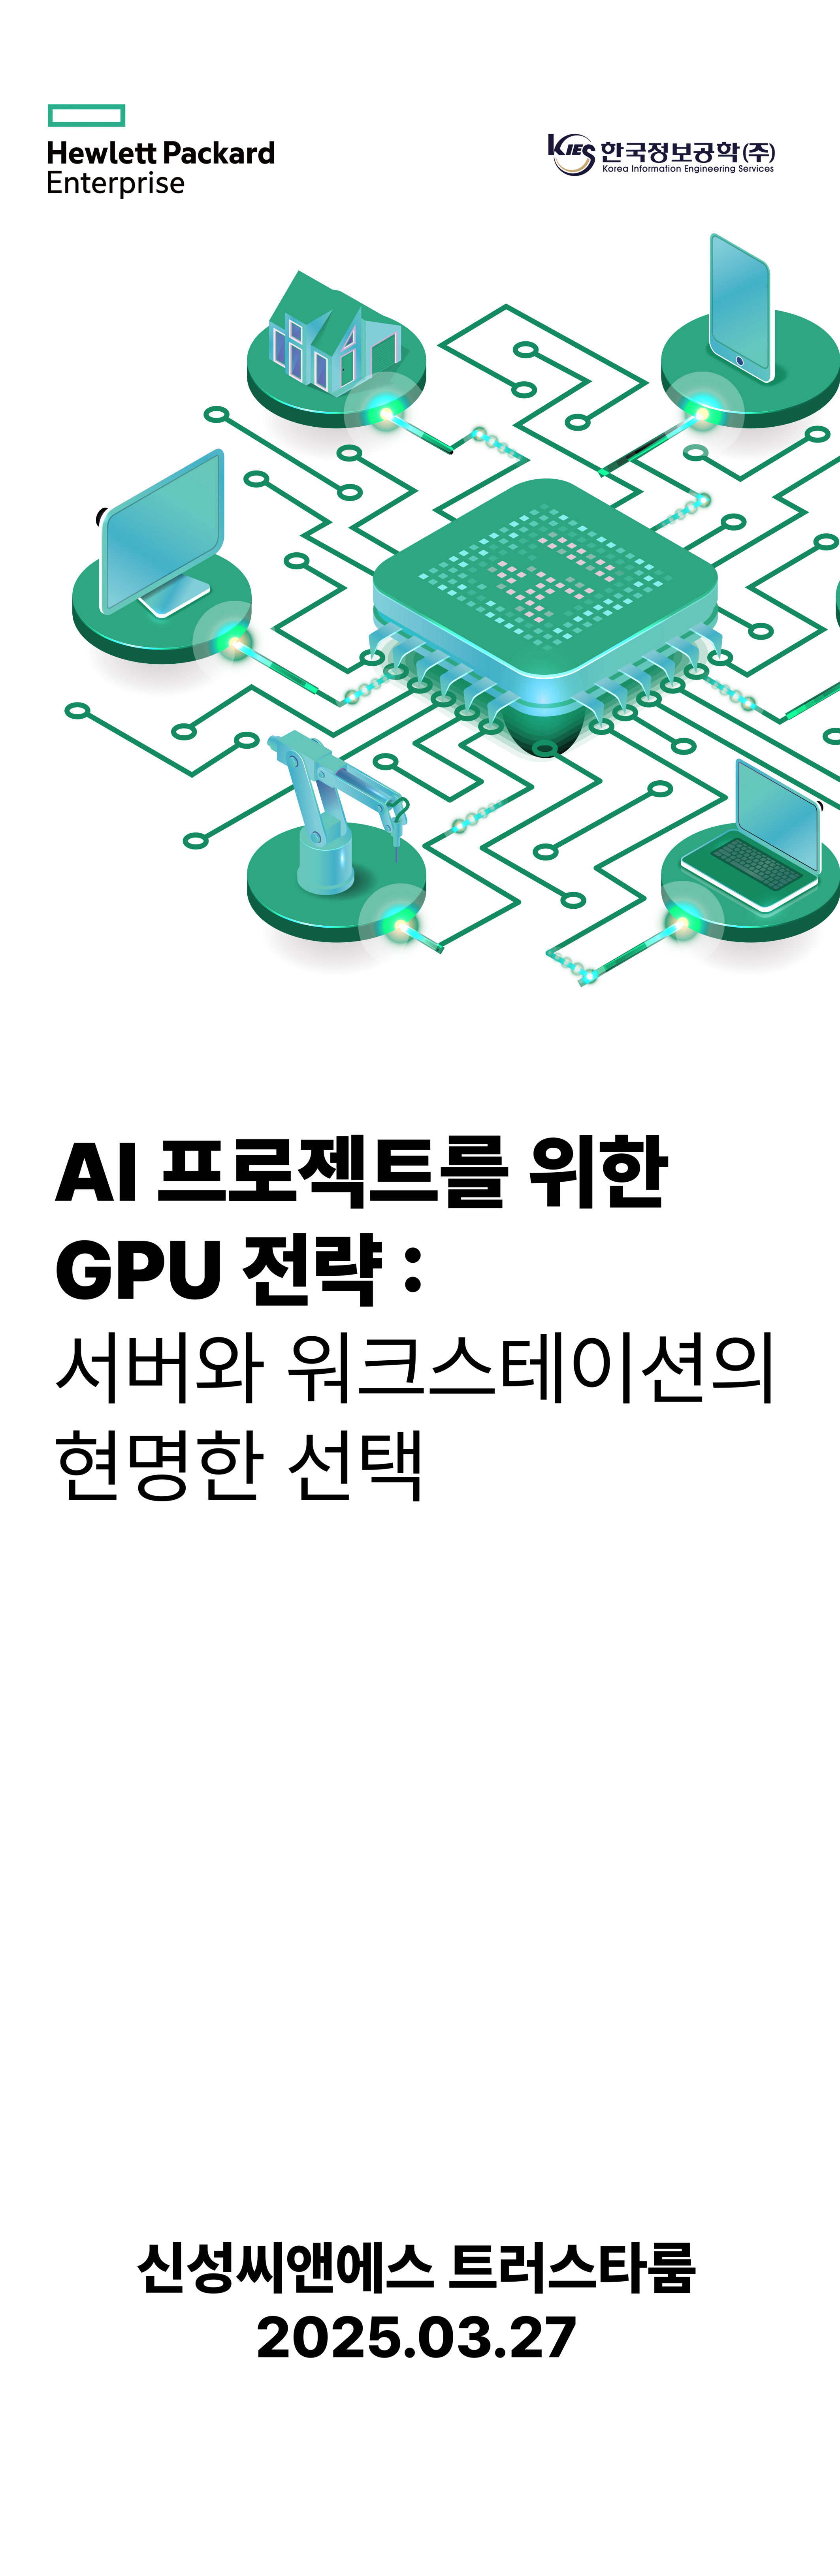 Hewlett Packard
Enterprise
KIES 한국정보공학(주)
Korea Information Engineering Services
AI 프로젝트를 위한
GPU 전략 :
서버와 워크스테이션의
현명한 선택
신성씨앤에스 트러스타룸
2025.03.27